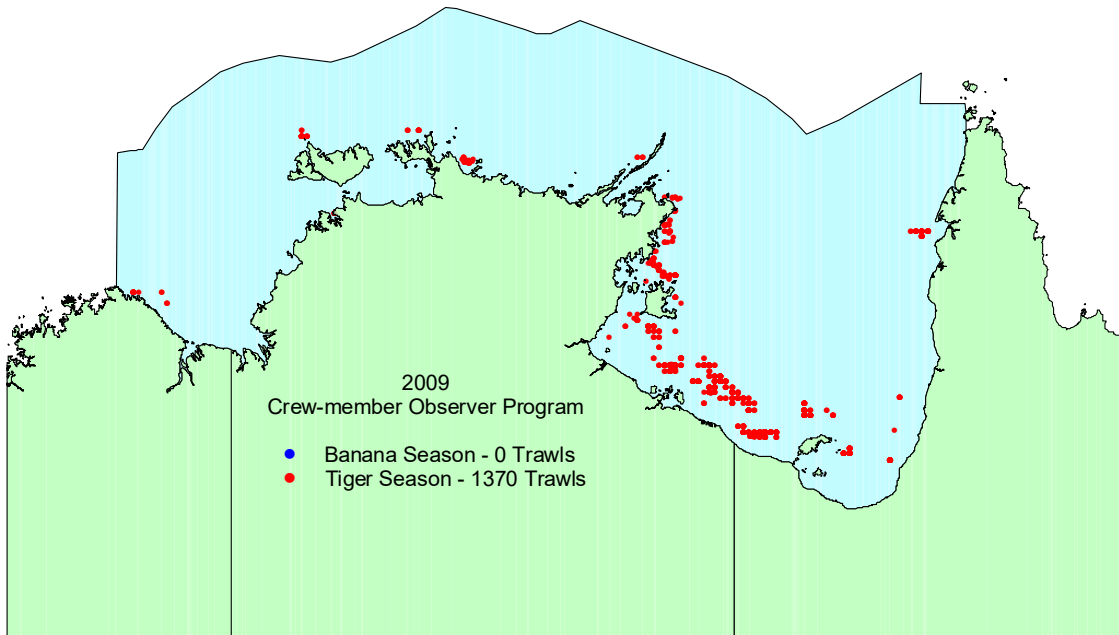 2009
Crew-member Observer Program
Banana Season - 0 Trawls
Tiger Season - 1370 Trawls